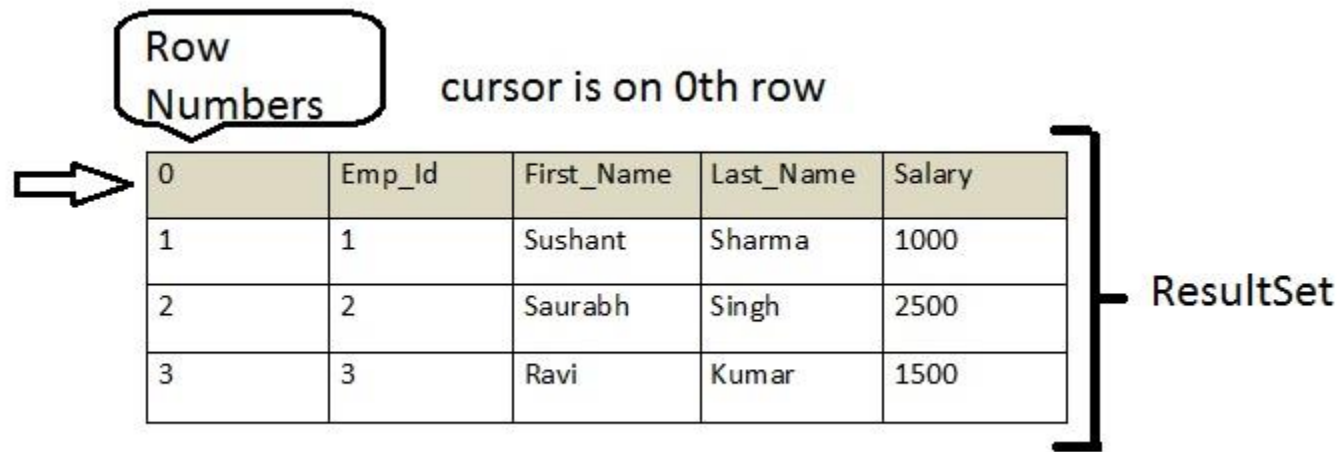 Row
Numbers
cursor is on 0th row
0 Emp_Id First_Name Last_Name Salary
1 1 Sushant Sharma 1000
2 2 Saurabh Singh 2500
3 3 Ravi Kumar 1500
ResultSet